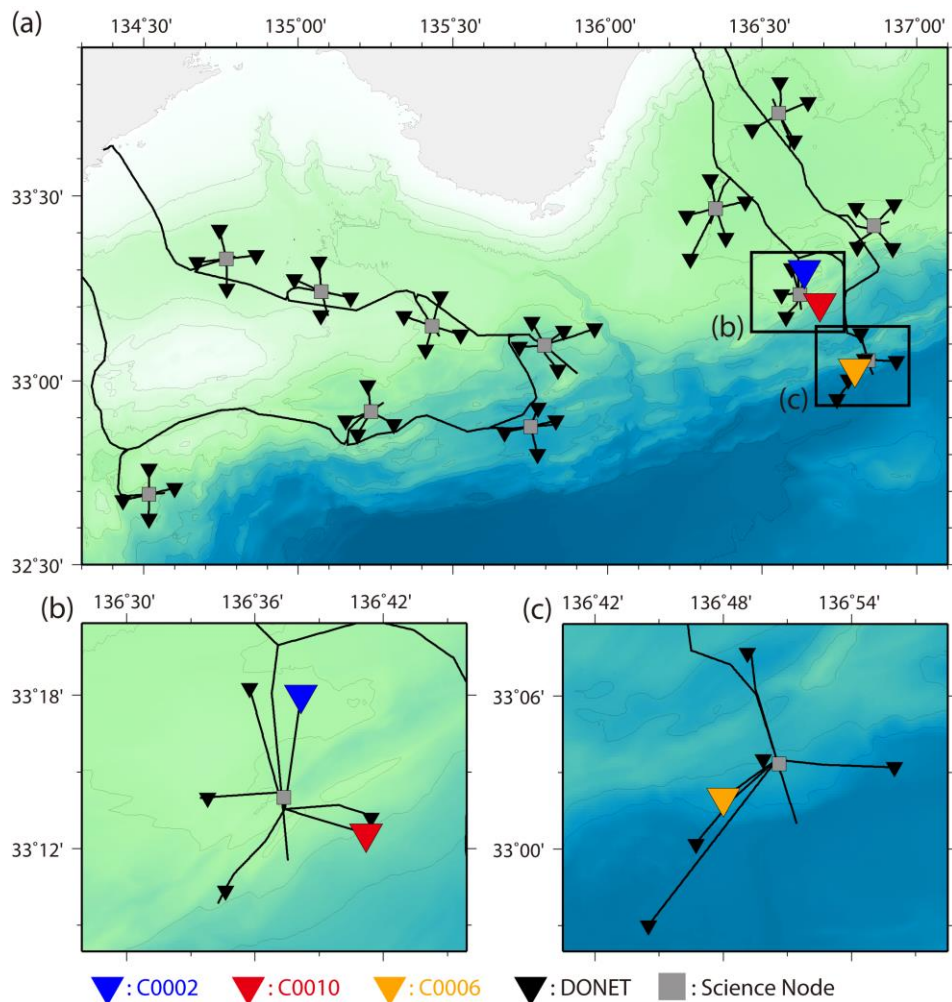 (a)
134˚30' 135˚00' 135˚30' 136˚00' 136˚30' 137˚00'
33˚30'
(b)
33˚00'
(c)
32˚30'
(b)
136˚30' 136˚36' 136˚42'
33˚18'
33˚12'
(c)
136˚42' 136˚48' 136˚54'
33˚06'
33˚00'
: C0002 : C0010 : C0006 : DONET : Science Node